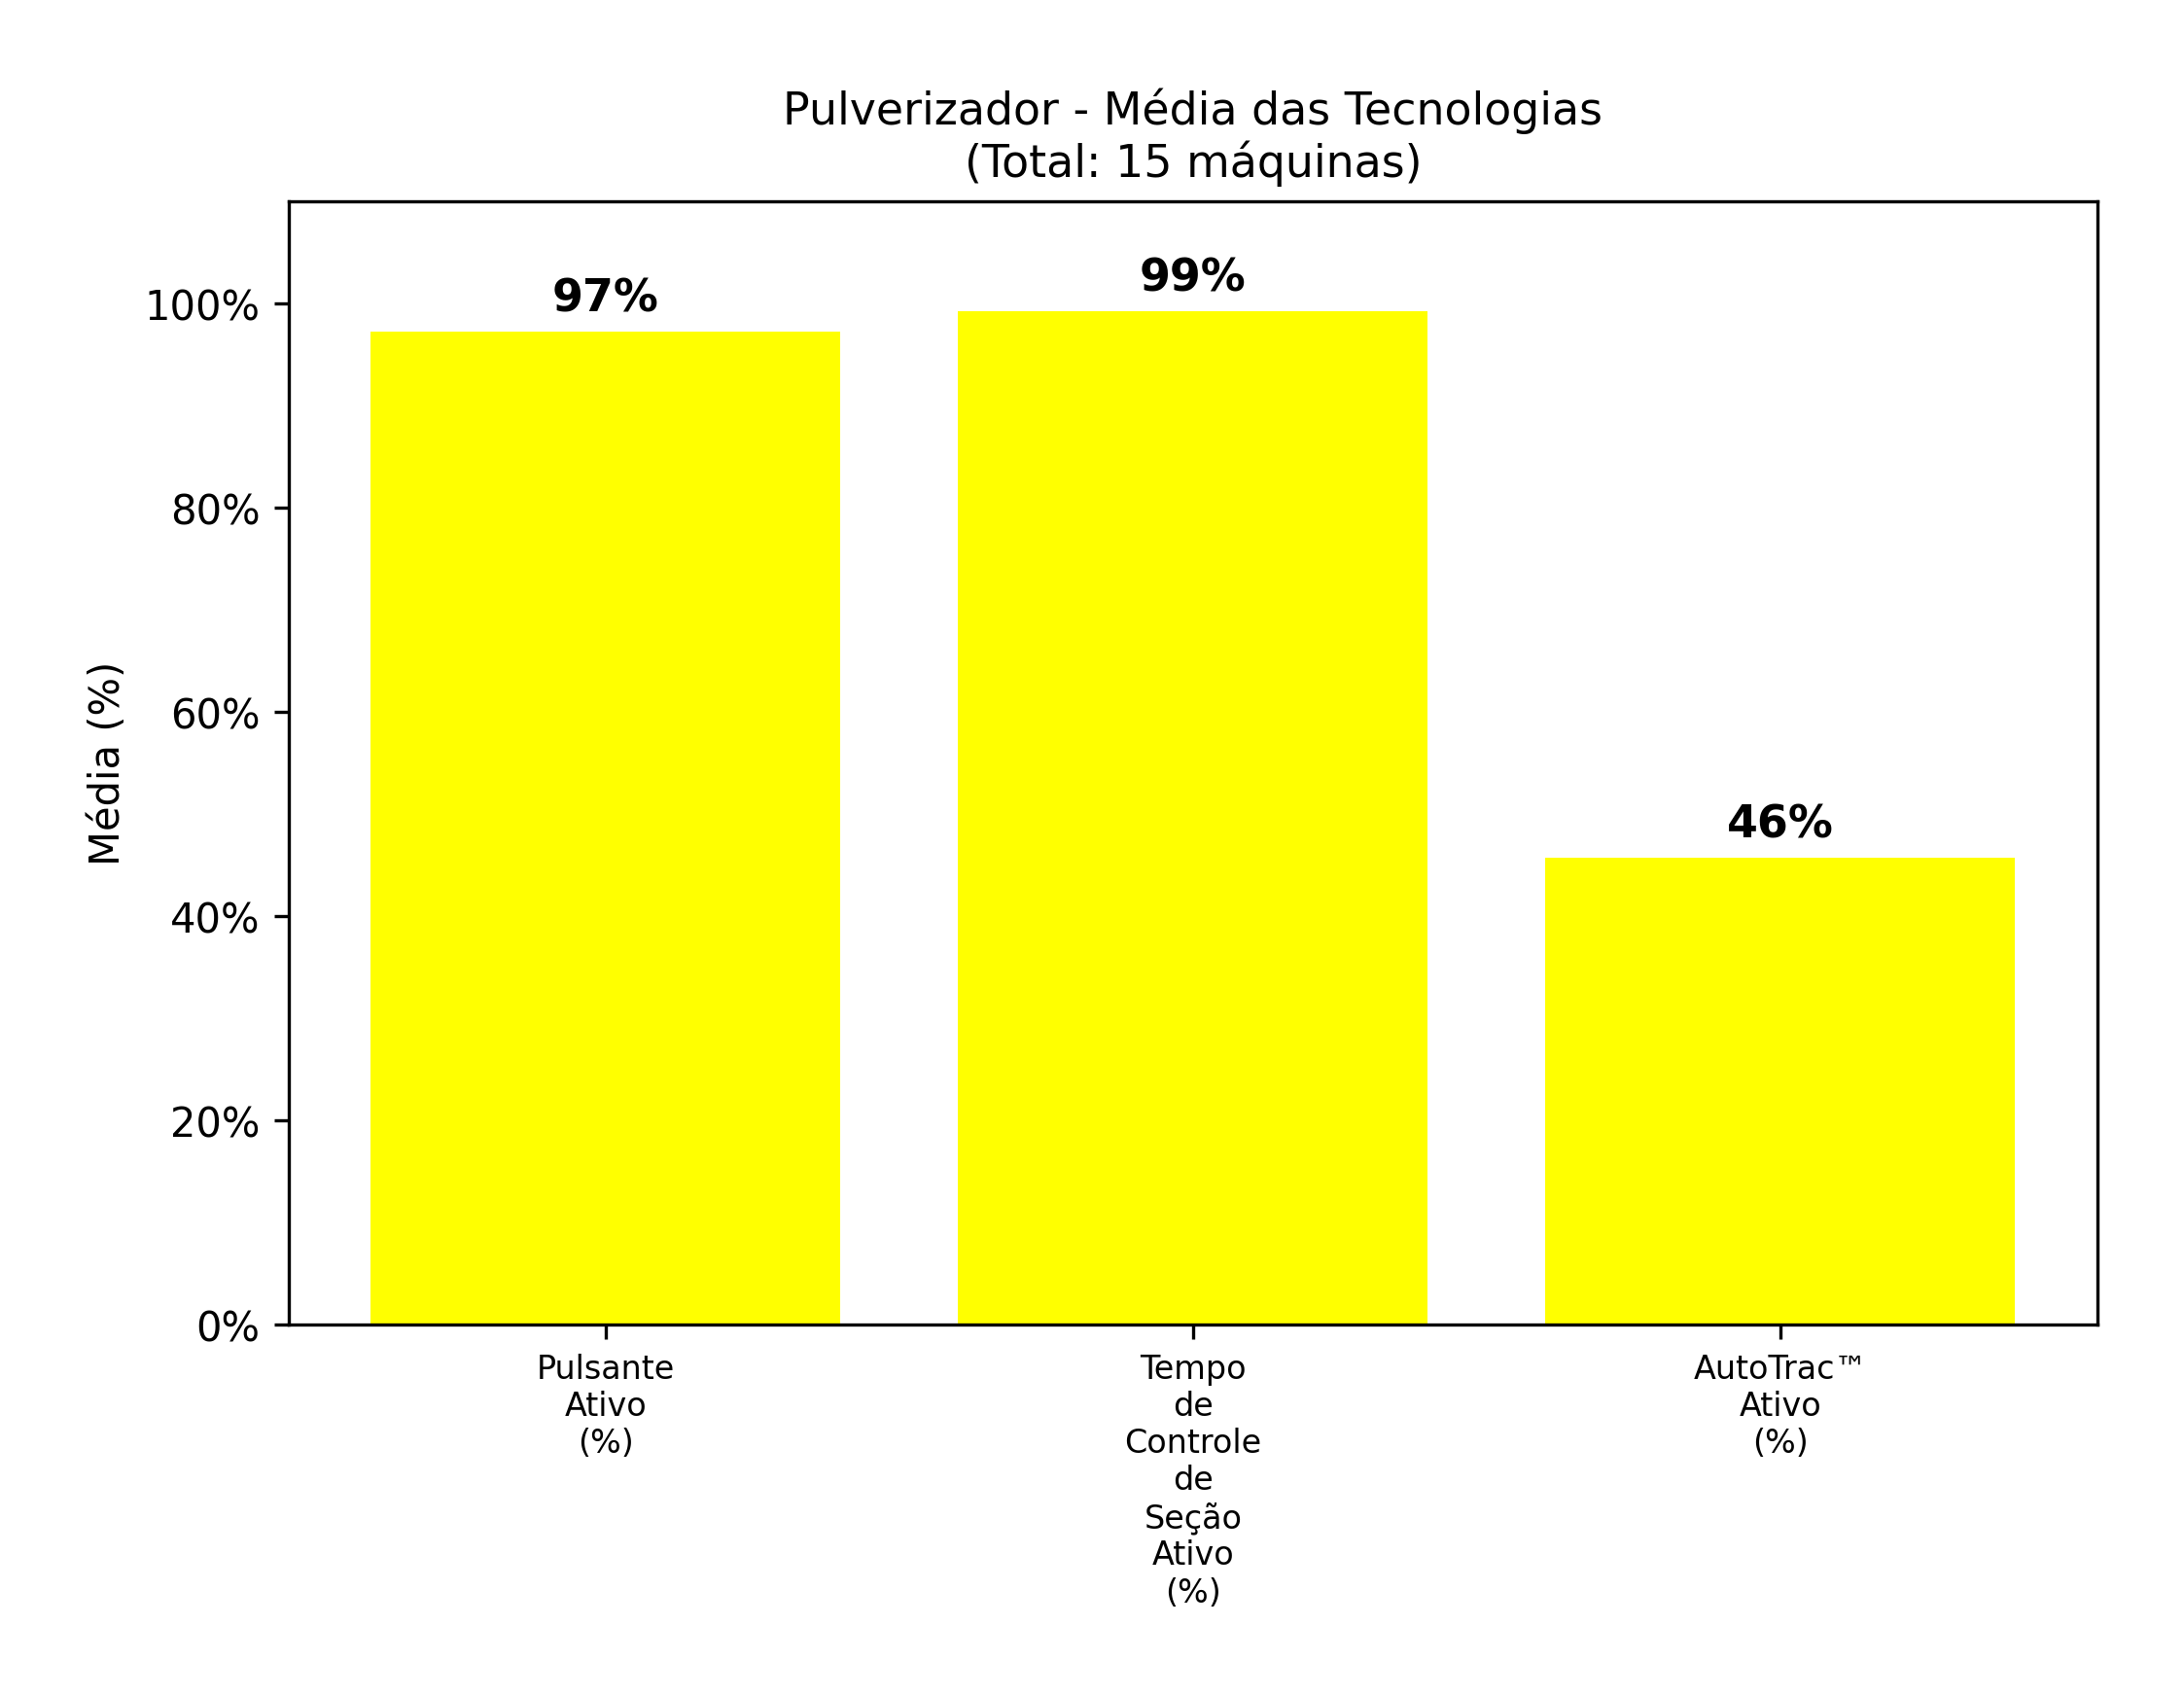 Pulverizador - Média das Tecnologias
(Total: 15 máquinas)
Média (%)
100%
80%
60%
40%
20%
0%
97%
99%
46%
Pulsante
Ativo
(%)
Tempo
de
Controle
de
Seção
Ativo
(%)
AutoTrac™
Ativo
(%)